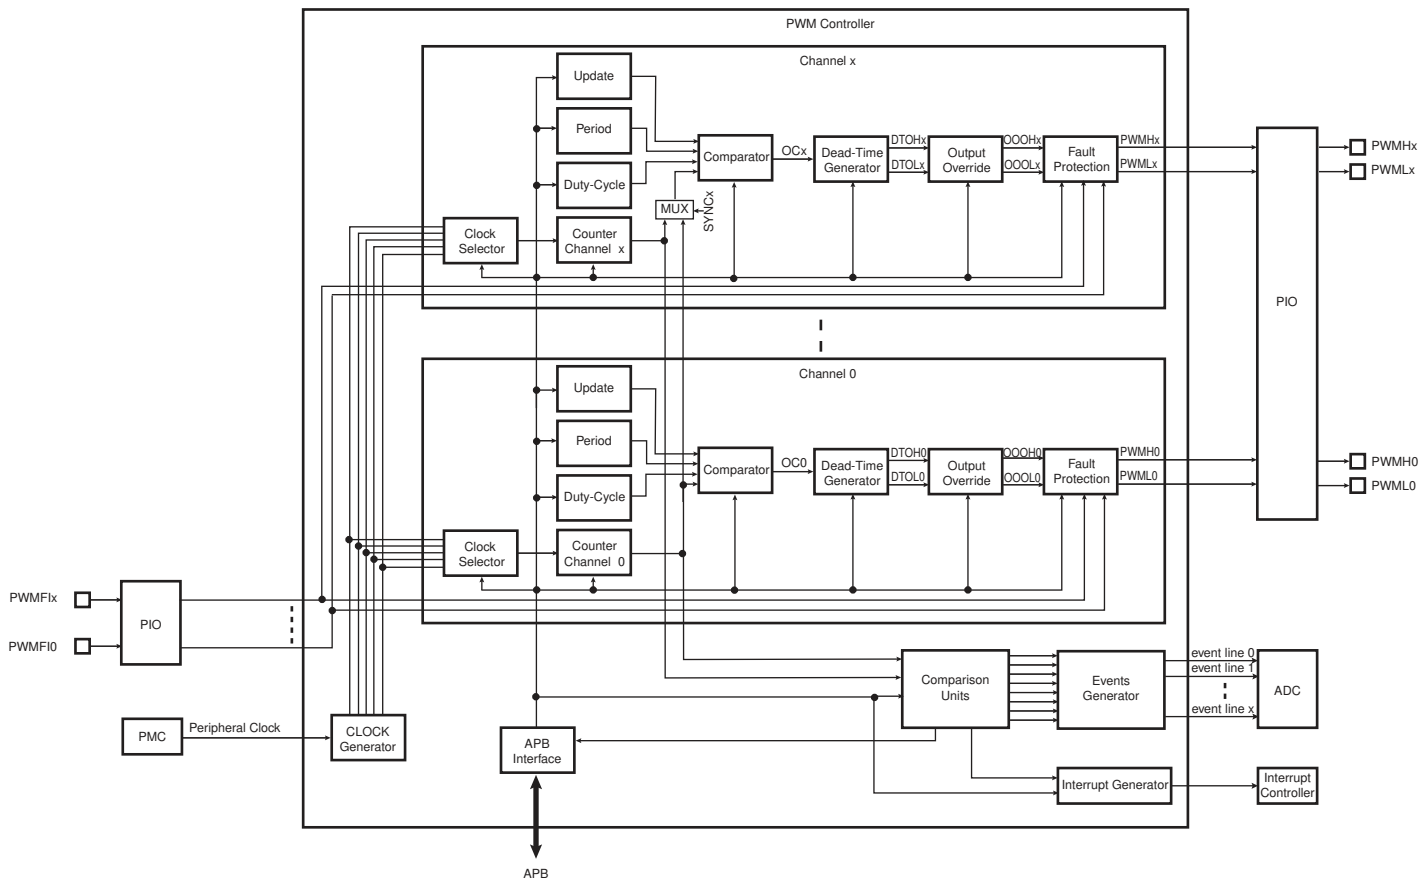 PWM Controller
Channel x
Update
Period
Duty-Cycle
Clock
Selector
Counter
Channel x
MUX
SYNCx
Comparator
OCx
Dead-Time
Generator
DTOHx
DTOLx
Output
Override
OOOHx
OOOLx
Fault
Protection
PWMHx
PWMLx
PIO
PWMHx
PWMLx
Channel 0
Update
Period
Duty-Cycle
Clock
Selector
Counter
Channel 0
Comparator
OC0
Dead-Time
Generator
DTOH0
DTOL0
Output
Override
OOOH0
OOOL0
Fault
Protection
PWMH0
PWML0
PWMH0
PWML0
PWMFIx
PWMFI0
PIO
PMC
Peripheral Clock
CLOCK
Generator
APB
Interface
APB
Comparison
Units
Events
Generator
event line 0
event line 1
event line x
ADC
Interrupt Generator
Interrupt
Controller